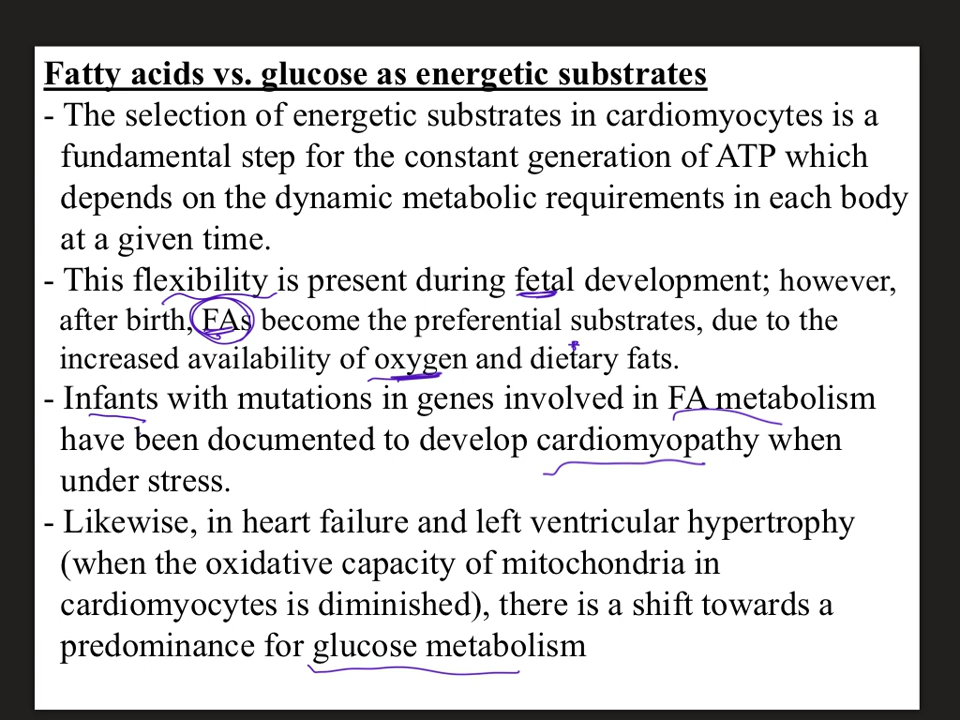 Fatty acids vs. glucose as energetic substrates
- The selection of energetic substrates in cardiomyocytes is a
fundamental step for the constant generation of ATP which
depends on the dynamic metabolic requirements in each body
at a given time.
- This flexibility is present during fetal development; however,
after birth, FAs become the preferential substrates, due to the
increased availability of oxygen and dietary fats.
- Infants with mutations in genes involved in FA metabolism
have been documented to develop cardiomyopathy when
under stress.
- Likewise, in heart failure and left ventricular hypertrophy
(when the oxidative capacity of mitochondria in
cardiomyocytes is diminished), there is a shift towards a
predominance for glucose metabolism